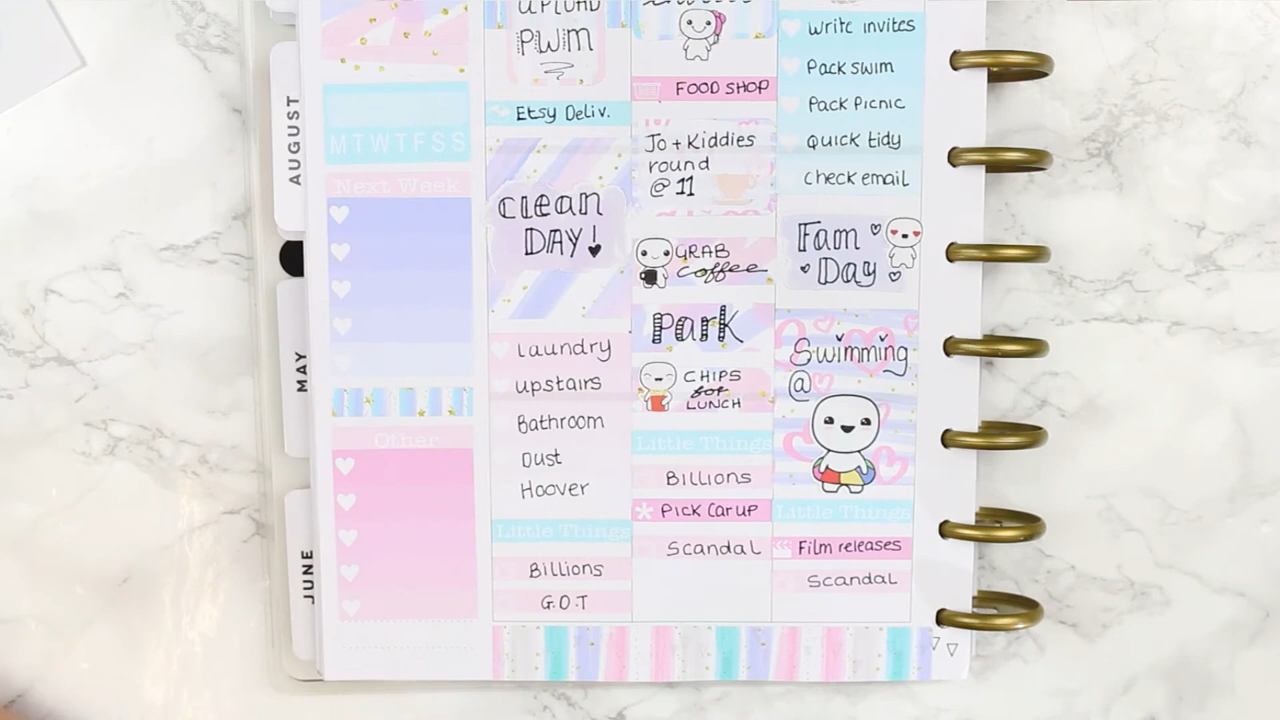 AUGUST
MAY
JUNE
MTWTFSS
Next Week
Other
UPLOAD
PWM
Etsy Deliv.
Clean
DAY!
Laundry
upstairs
Bathroom
Dust
Hoover
Little Things
Billions
G.O.T
FOOD SHOP
Jo + Kiddies
round
@ 11
GRAB
coffee
Park
CHIPS
for
LUNCH
Little Things
Billions
Pick Car up
Scandal
write invites
Pack swim
Pack Picnic
Quick tidy
check email
Fam
Day
Swimming
@
Little Things
Film releases
Scandal